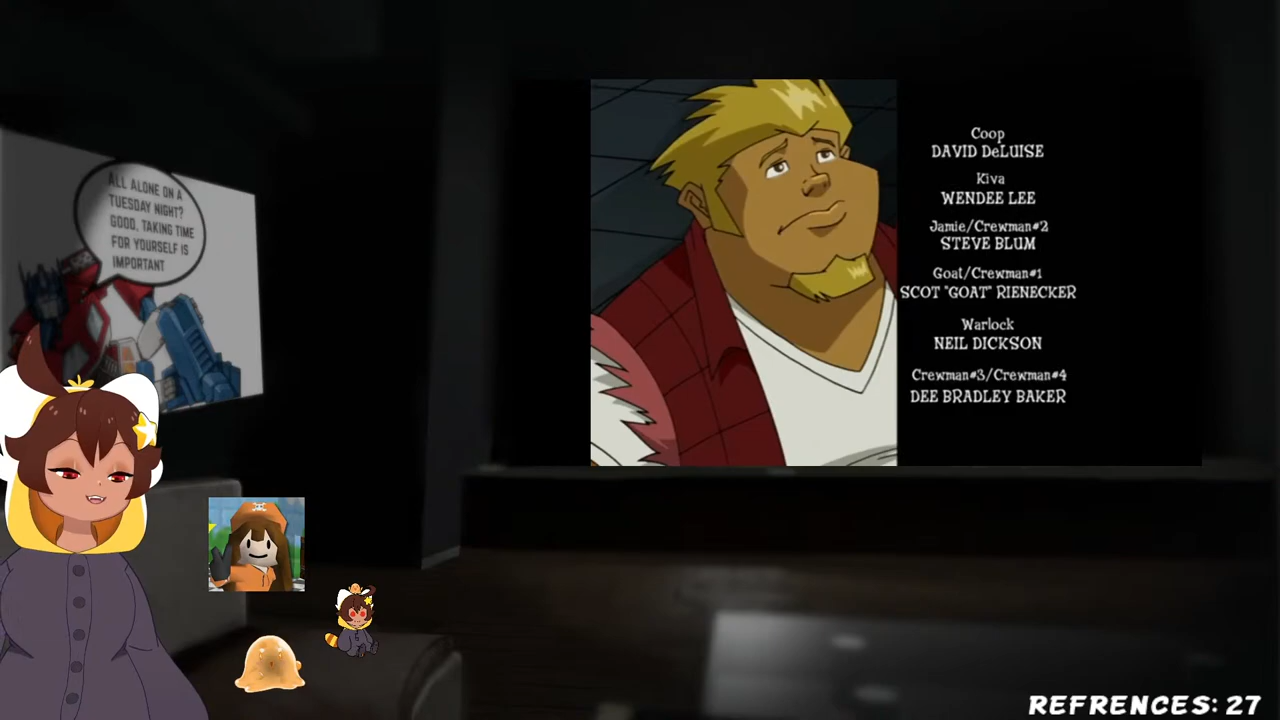 ALL ALONE ON A
TUESDAY NIGHT?
GOOD, TAKING TIME
FOR YOURSELF IS
IMPORTANT
Coop
DAVID DeLUISE
Kiva
WENDEE LEE
Jamie/Crewman#2
STEVE BLUM
Goat/Crewman#1
SCOT "GOAT" RIENECKER
Warlock
NEIL DICKSON
Crewman#3/Crewman#4
DEE BRADLEY BAKER
REFRENCES: 27